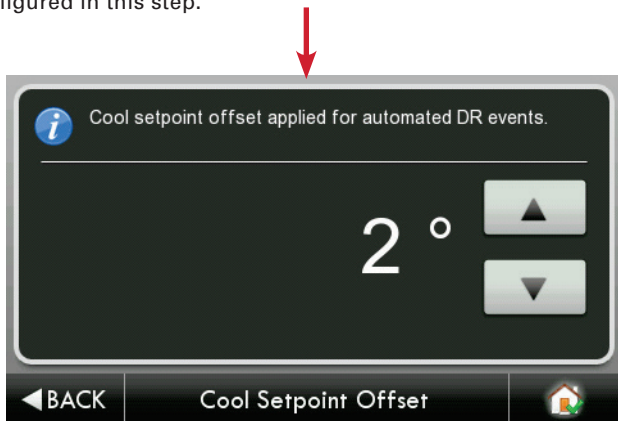 figured in this step.
i
Cool setpoint offset applied for automated DR events.
2 °
BACK
Cool Setpoint Offset